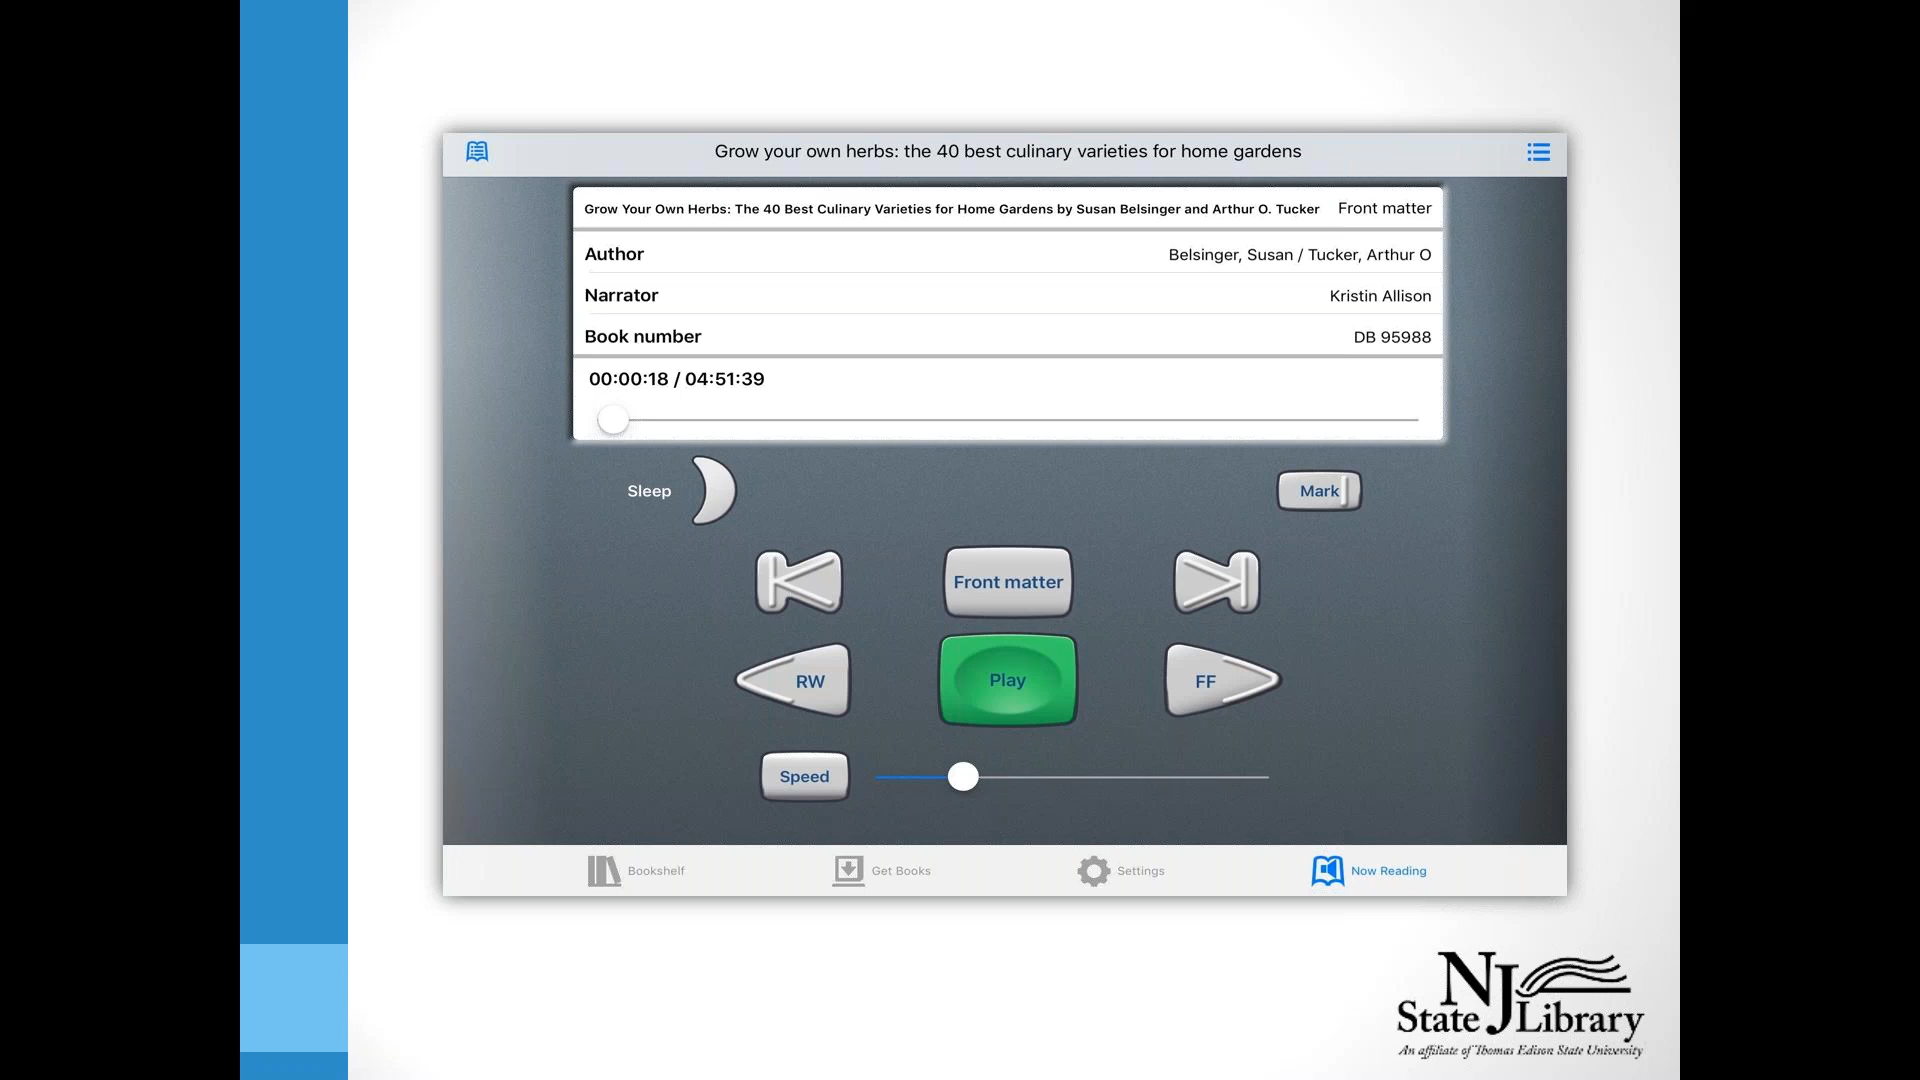 Grow your own herbs: the 40 best culinary varieties for home gardens
Grow Your Own Herbs: The 40 Best Culinary Varieties for Home Gardens by Susan Belsinger and Arthur O. Tucker Front matter
Author Belsinger, Susan / Tucker, Arthur O
Narrator Kristin Allison
Book number DB 95988
00:00:18 / 04:51:39
Sleep Mark
Front matter
RW Play FF
Speed
Bookshelf Get Books Settings Now Reading
NJ
State Library
An affiliate of Thomas Edison State University